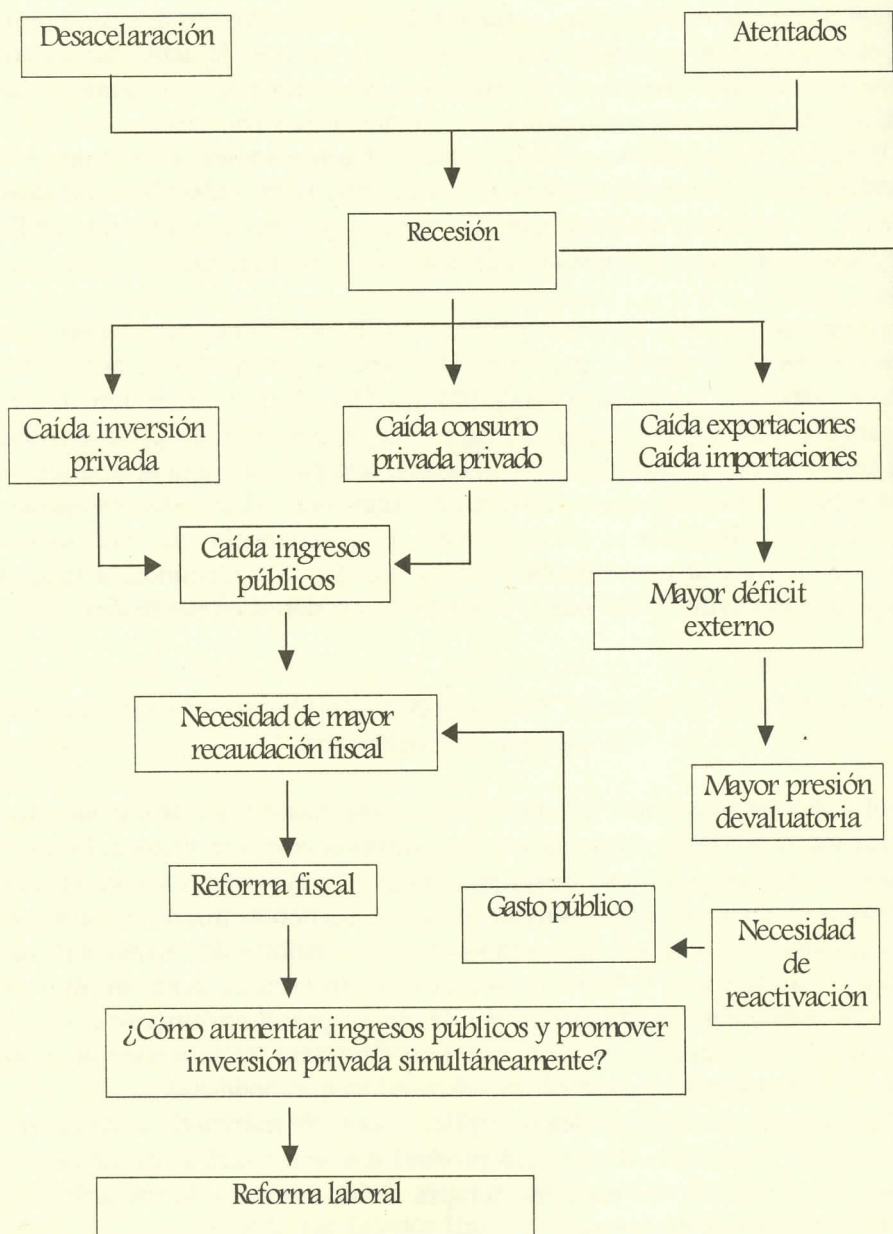 Desacelaración
Atentados
Recesión
Caída inversión
privada
Caída consumo
privada privado
Caída exportaciones
Caída importaciones
Caída ingresos
públicos
Mayor déficit
externo
Necesidad de mayor
recaudación fiscal
Mayor presión
devaluatoria
Reforma fiscal
Gasto público
Necesidad
de
reactivación
¿Cómo aumentar ingresos públicos y promover
inversión privada simultáneamente?
Reforma laboral